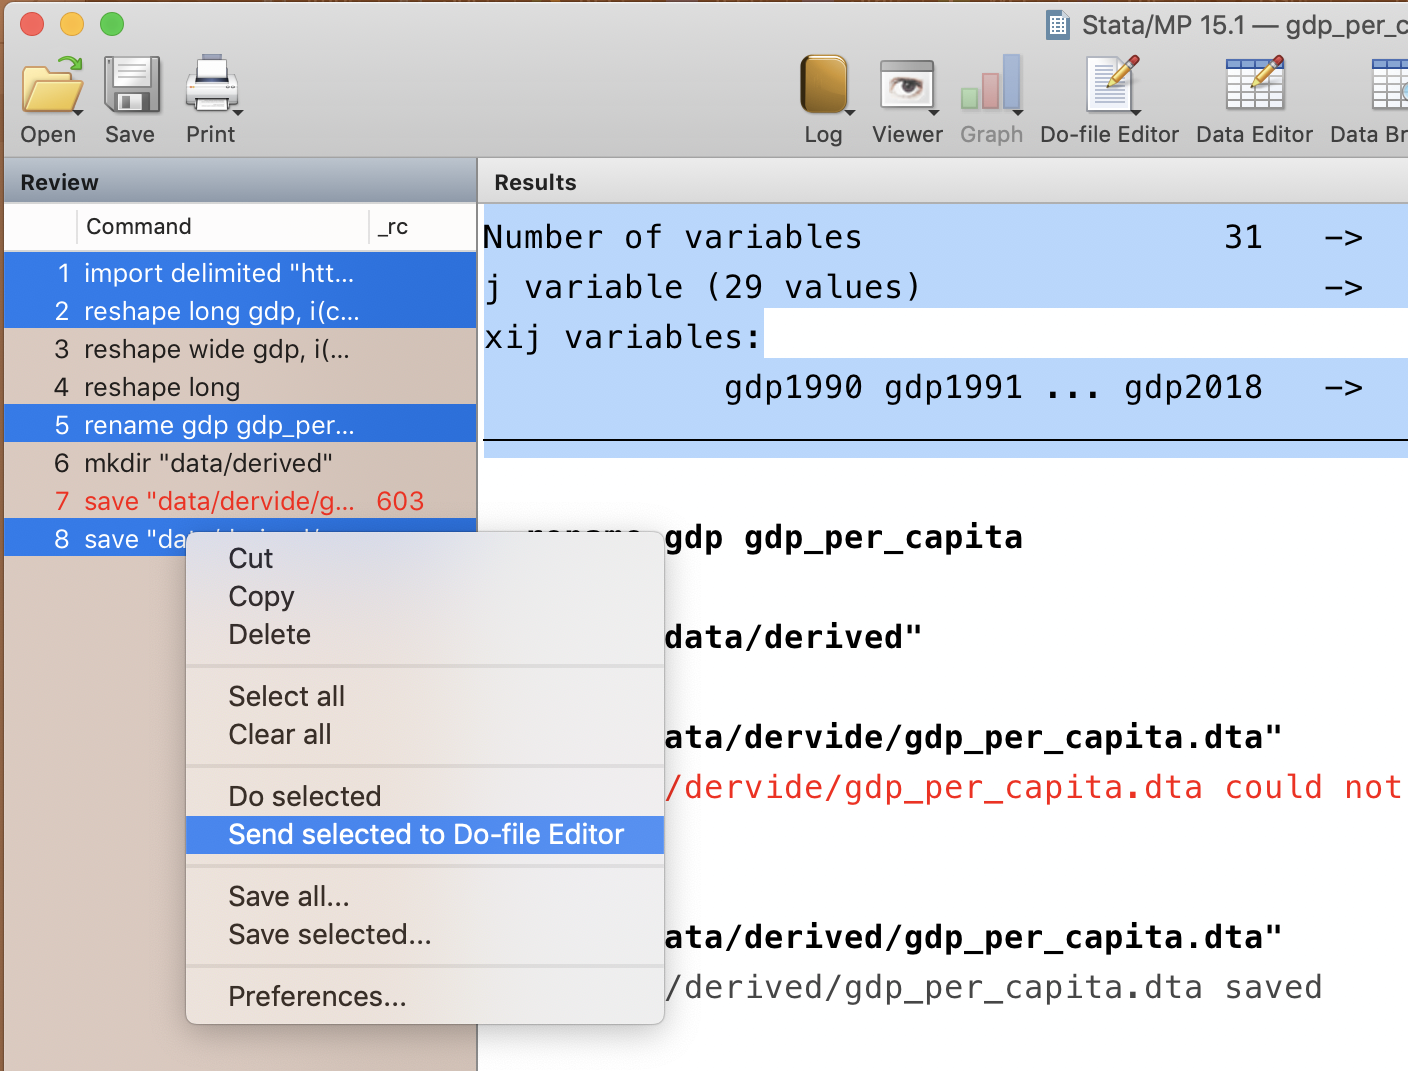 Stata/MP 15.1 — gdp_per_c
Open Save Print Log Viewer Graph Do-file Editor Data Editor Data Br
Review
Command _rc
1 import delimited "htt...
2 reshape long gdp, i(c...
3 reshape wide gdp, i(...
4 reshape long
5 rename gdp gdp_per...
6 mkdir "data/derived"
7 save "data/dervide/g... 603
8 save "da
Cut
Copy
Delete
Select all
Clear all
Do selected
Send selected to Do-file Editor
Save all...
Save selected...
Preferences...
Results
Number of variables 31 ->
j variable (29 values) ->
xij variables:
gdp1990 gdp1991 ... gdp2018 ->
rename gdp gdp_per_capita
data/derived"
ata/dervide/gdp_per_capita.dta"
/dervide/gdp_per_capita.dta could not
ata/derived/gdp_per_capita.dta"
/derived/gdp_per_capita.dta saved